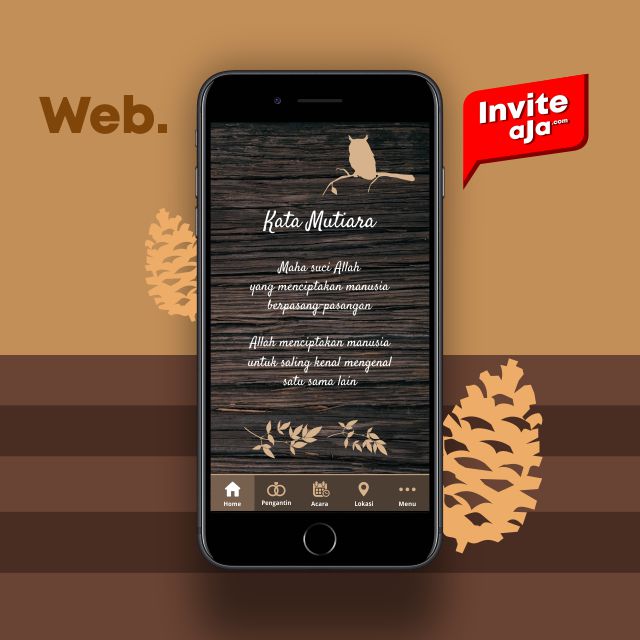 Web.
Invite
aja.com
Kata Mutiara
Maha suci Allah
yang menciptakan manusia
berpasang-pasangan
Allah menciptakan manusia
untuk saling kenal mengenal
satu sama lain
Home
Pengantin
Acara
Lokasi
Menu